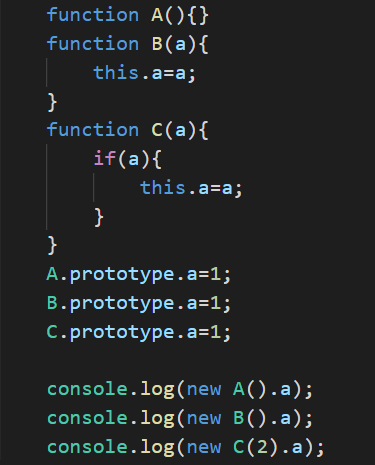 function A(){}
function B(a){
this.a=a;
}
function C(a){
if(a){
this.a=a;
}
}
A.prototype.a=1;
B.prototype.a=1;
C.prototype.a=1;
console.log(new A().a);
console.log(new B().a);
console.log(new C(2).a);